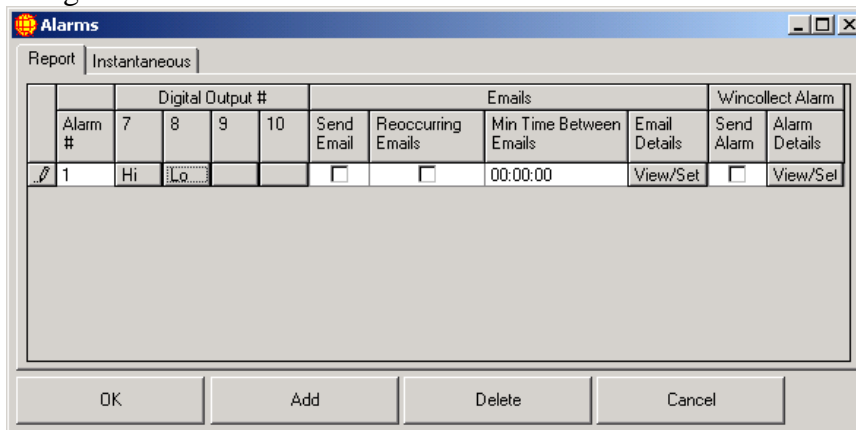 Alarms
Report Instantaneous
Digital Output # Emails Wincollect Alarm
Alarm # 7 8 9 10 Send Email Reoccurring Emails Min Time Between Emails Email Details Send Alarm Alarm Details
1 Hi Lo 00:00:00 View/Set View/Set
OK Add Delete Cancel